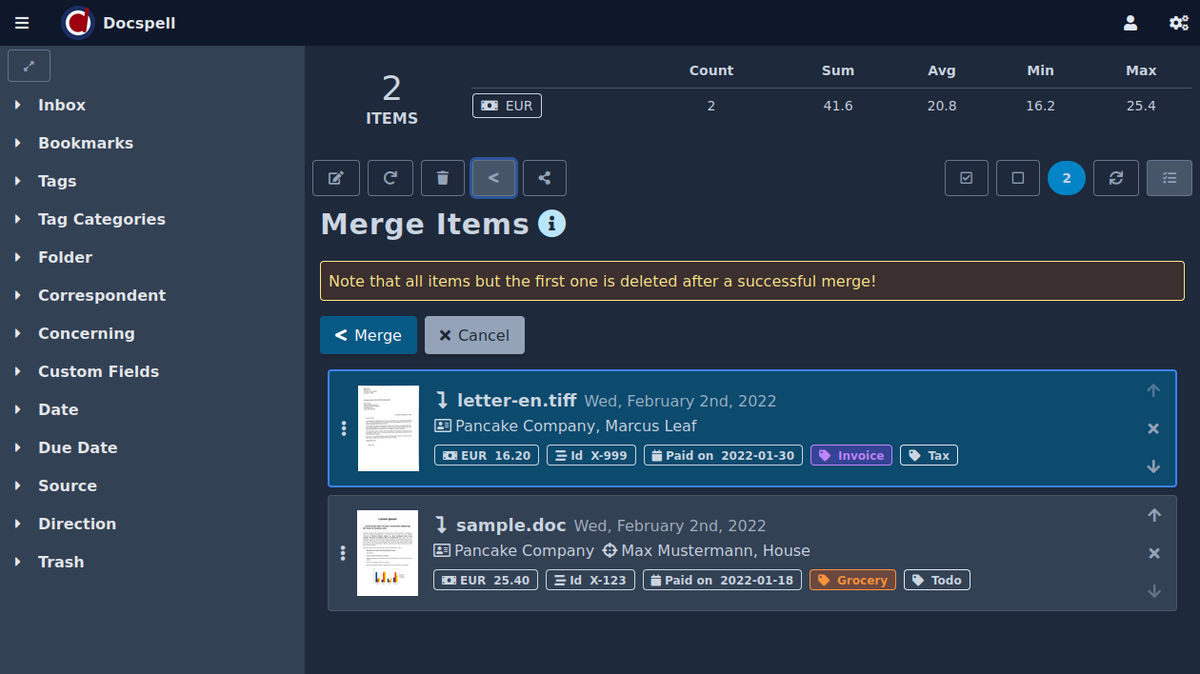 Docspell
Inbox
Bookmarks
Tags
Tag Categories
Folder
Correspondent
Concerning
Custom Fields
Date
Due Date
Source
Direction
Trash
2
ITEMS
Count Sum Avg Min Max
EUR 2 41.6 20.8 16.2 25.4
2
Merge Items
Note that all items but the first one is deleted after a successful merge!
Merge Cancel
letter-en.tiff Wed, February 2nd, 2022
Pancake Company, Marcus Leaf
EUR 16.20 Id X-999 Paid on 2022-01-30 Invoice Tax
sample.doc Wed, February 2nd, 2022
Pancake Company Max Mustermann, House
EUR 25.40 Id X-123 Paid on 2022-01-18 Grocery Todo